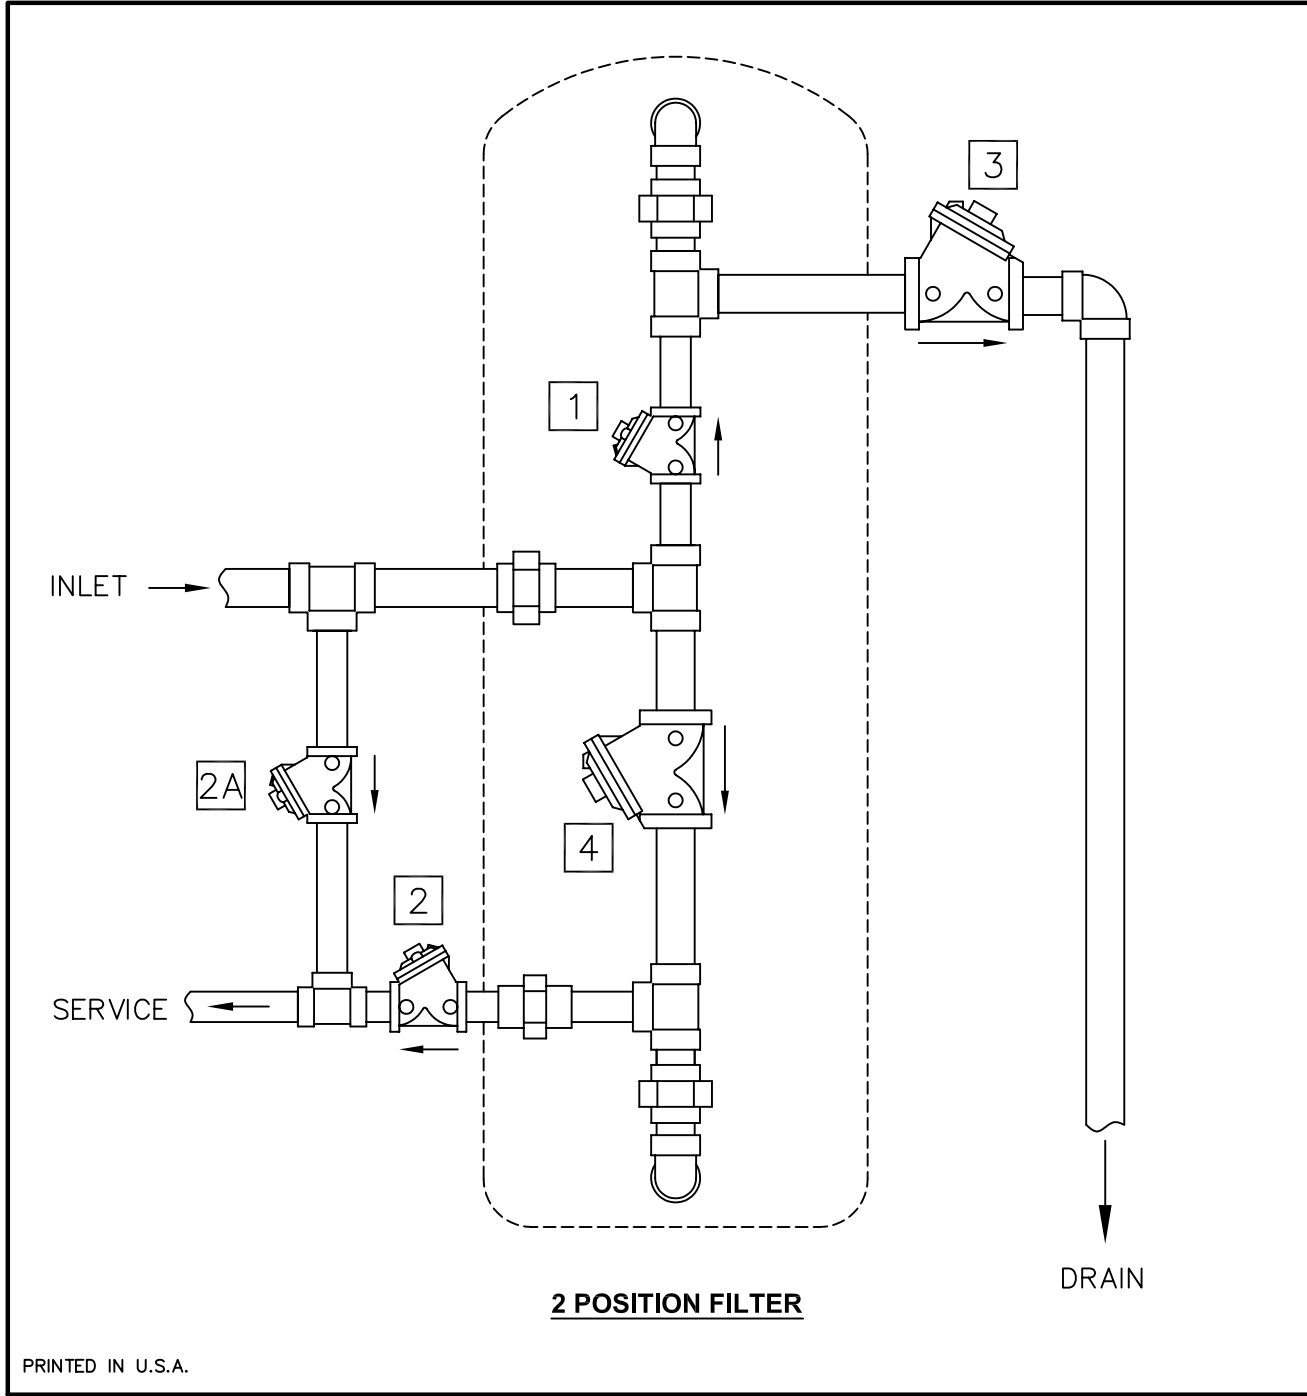 3
1
INLET
2A
4
2
SERVICE
DRAIN
2 POSITION FILTER
PRINTED IN U.S.A.